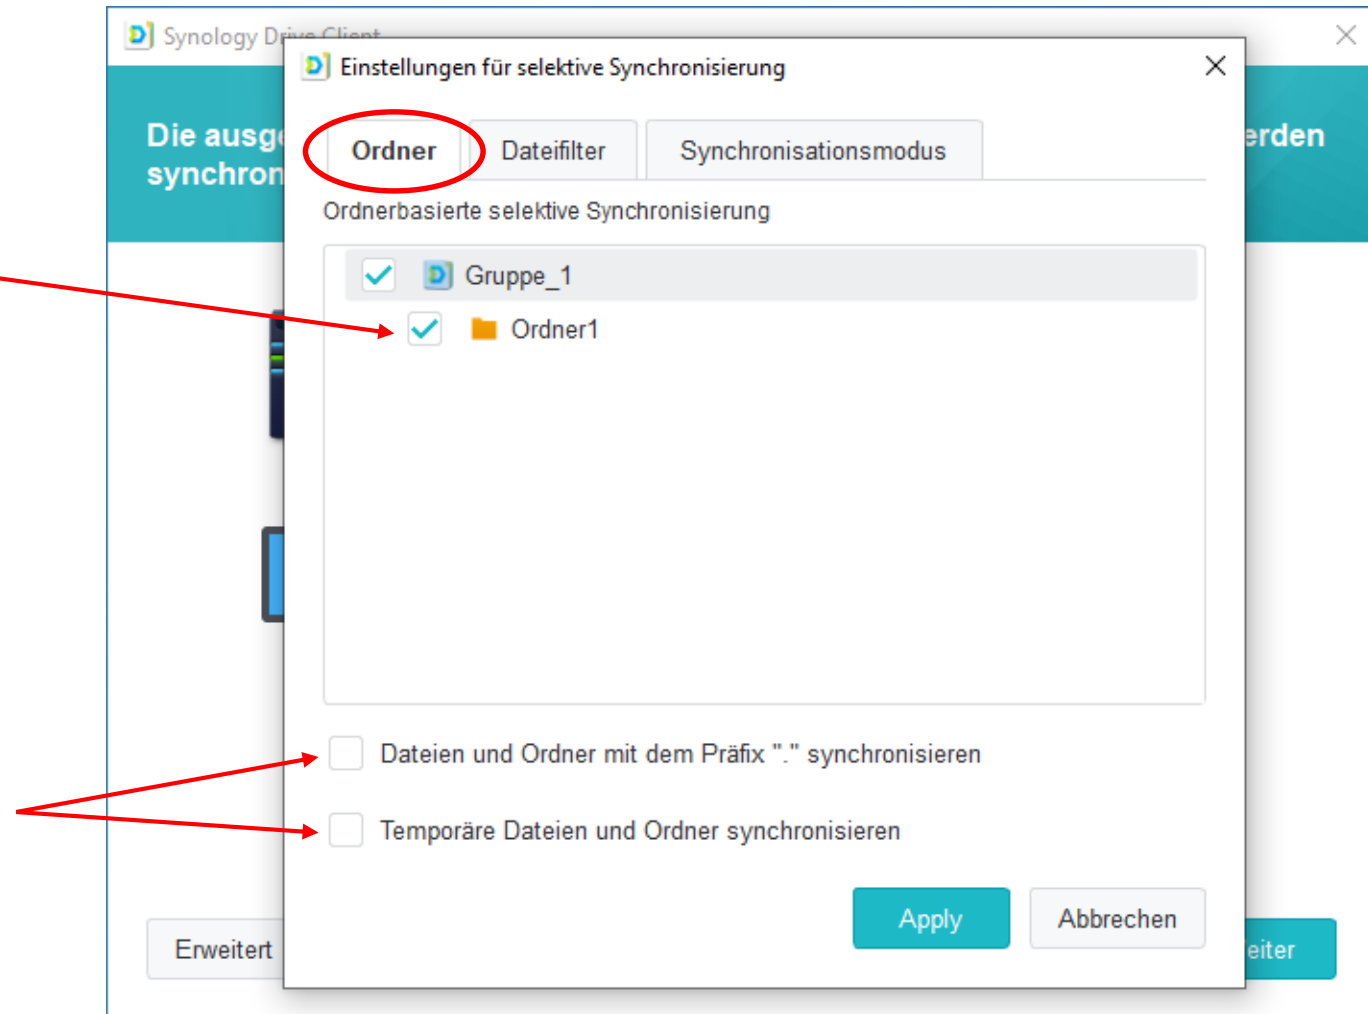 Synology Drive Client
Einstellungen für selektive Synchronisierung
Die ausge
erden
synchron
Ordner
Dateifilter
Synchronisationsmodus
Ordnerbasierte selektive Synchronisierung
Gruppe_1
Ordner1
Dateien und Ordner mit dem Präfix "." synchronisieren
Temporäre Dateien und Ordner synchronisieren
Apply
Abbrechen
Erweitert
eiter